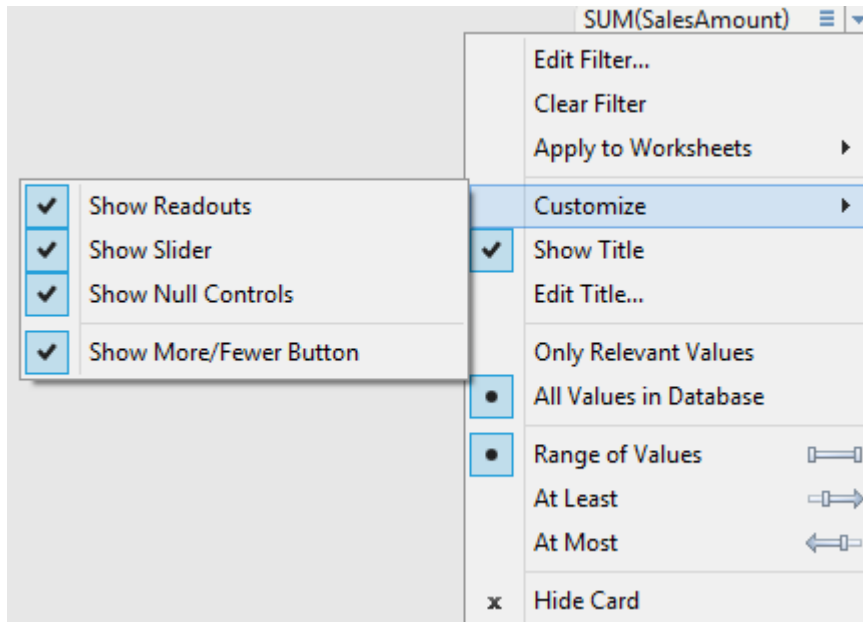 SUM(SalesAmount)
Edit Filter...
Clear Filter
Apply to Worksheets
Customize
Show Readouts
Show Slider
Show Null Controls
Show More/Fewer Button
Show Title
Edit Title...
Only Relevant Values
All Values in Database
Range of Values
At Least
At Most
Hide Card